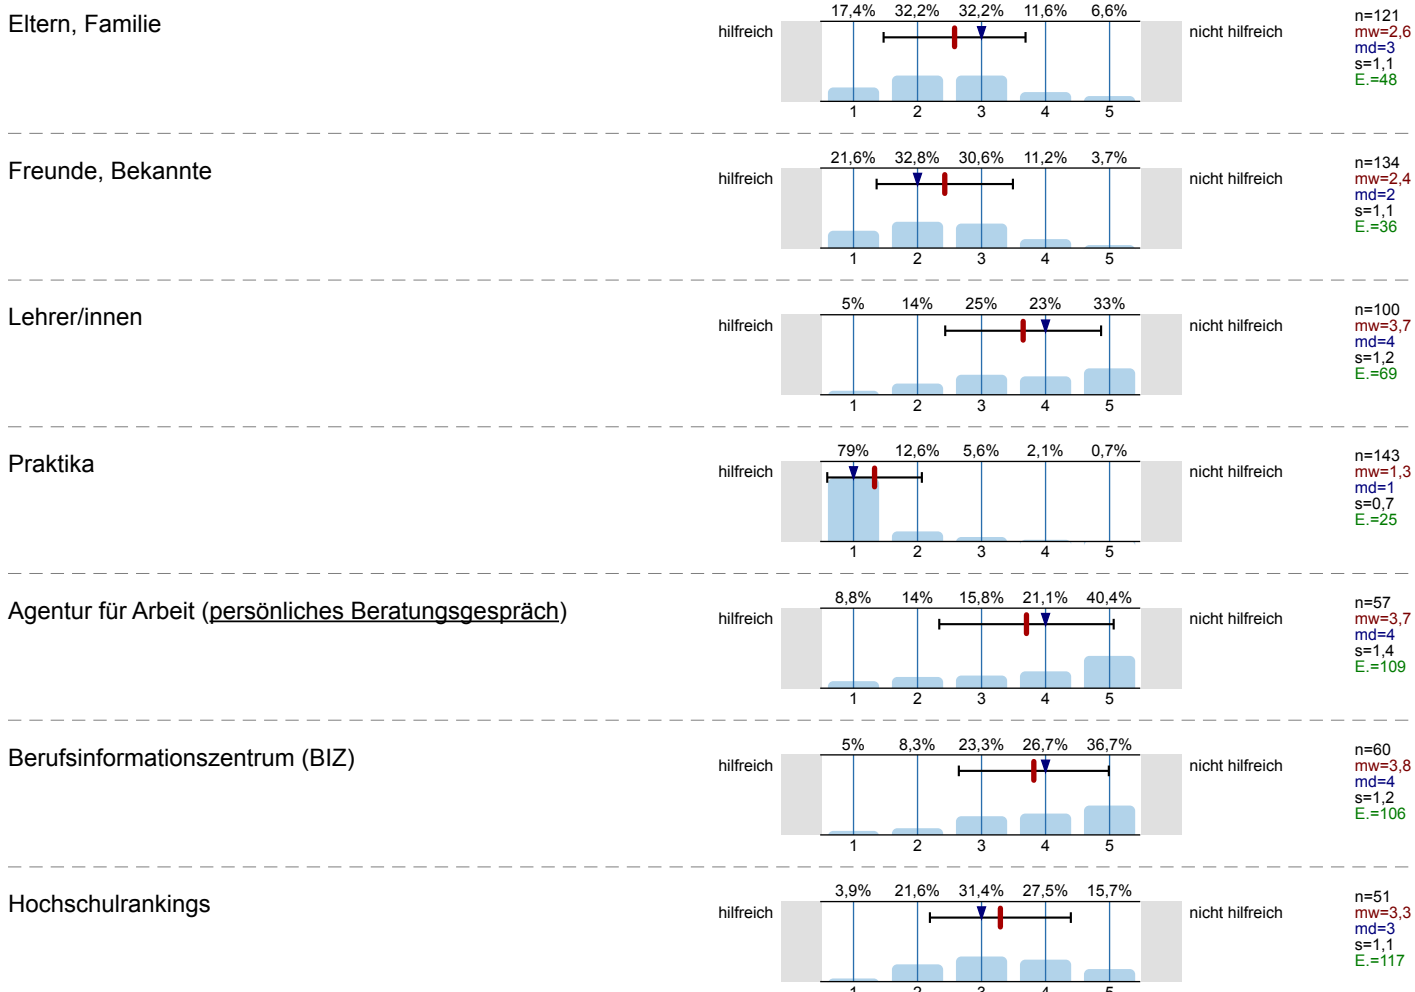 Eltern, Familie
hilfreich
17,4% 32,2% 32,2% 11,6% 6,6%
1 2 3 4 5
nicht hilfreich
n=121
mw=2,6
md=3
s=1,1
E.=48
Freunde, Bekannte
hilfreich
21,6% 32,8% 30,6% 11,2% 3,7%
1 2 3 4 5
nicht hilfreich
n=134
mw=2,4
md=2
s=1,1
E.=36
Lehrer/innen
hilfreich
5% 14% 25% 23% 33%
1 2 3 4 5
nicht hilfreich
n=100
mw=3,7
md=4
s=1,2
E.=69
Praktika
hilfreich
79% 12,6% 5,6% 2,1% 0,7%
1 2 3 4 5
nicht hilfreich
n=143
mw=1,3
md=1
s=0,7
E.=25
Agentur für Arbeit (persönliches Beratungsgespräch)
hilfreich
8,8% 14% 15,8% 21,1% 40,4%
1 2 3 4 5
nicht hilfreich
n=57
mw=3,7
md=4
s=1,4
E.=109
Berufsinformationszentrum (BIZ)
hilfreich
5% 8,3% 23,3% 26,7% 36,7%
1 2 3 4 5
nicht hilfreich
n=60
mw=3,8
md=4
s=1,2
E.=106
Hochschulrankings
hilfreich
3,9% 21,6% 31,4% 27,5% 15,7%
1 2 3 4 5
nicht hilfreich
n=51
mw=3,3
md=3
s=1,1
E.=117